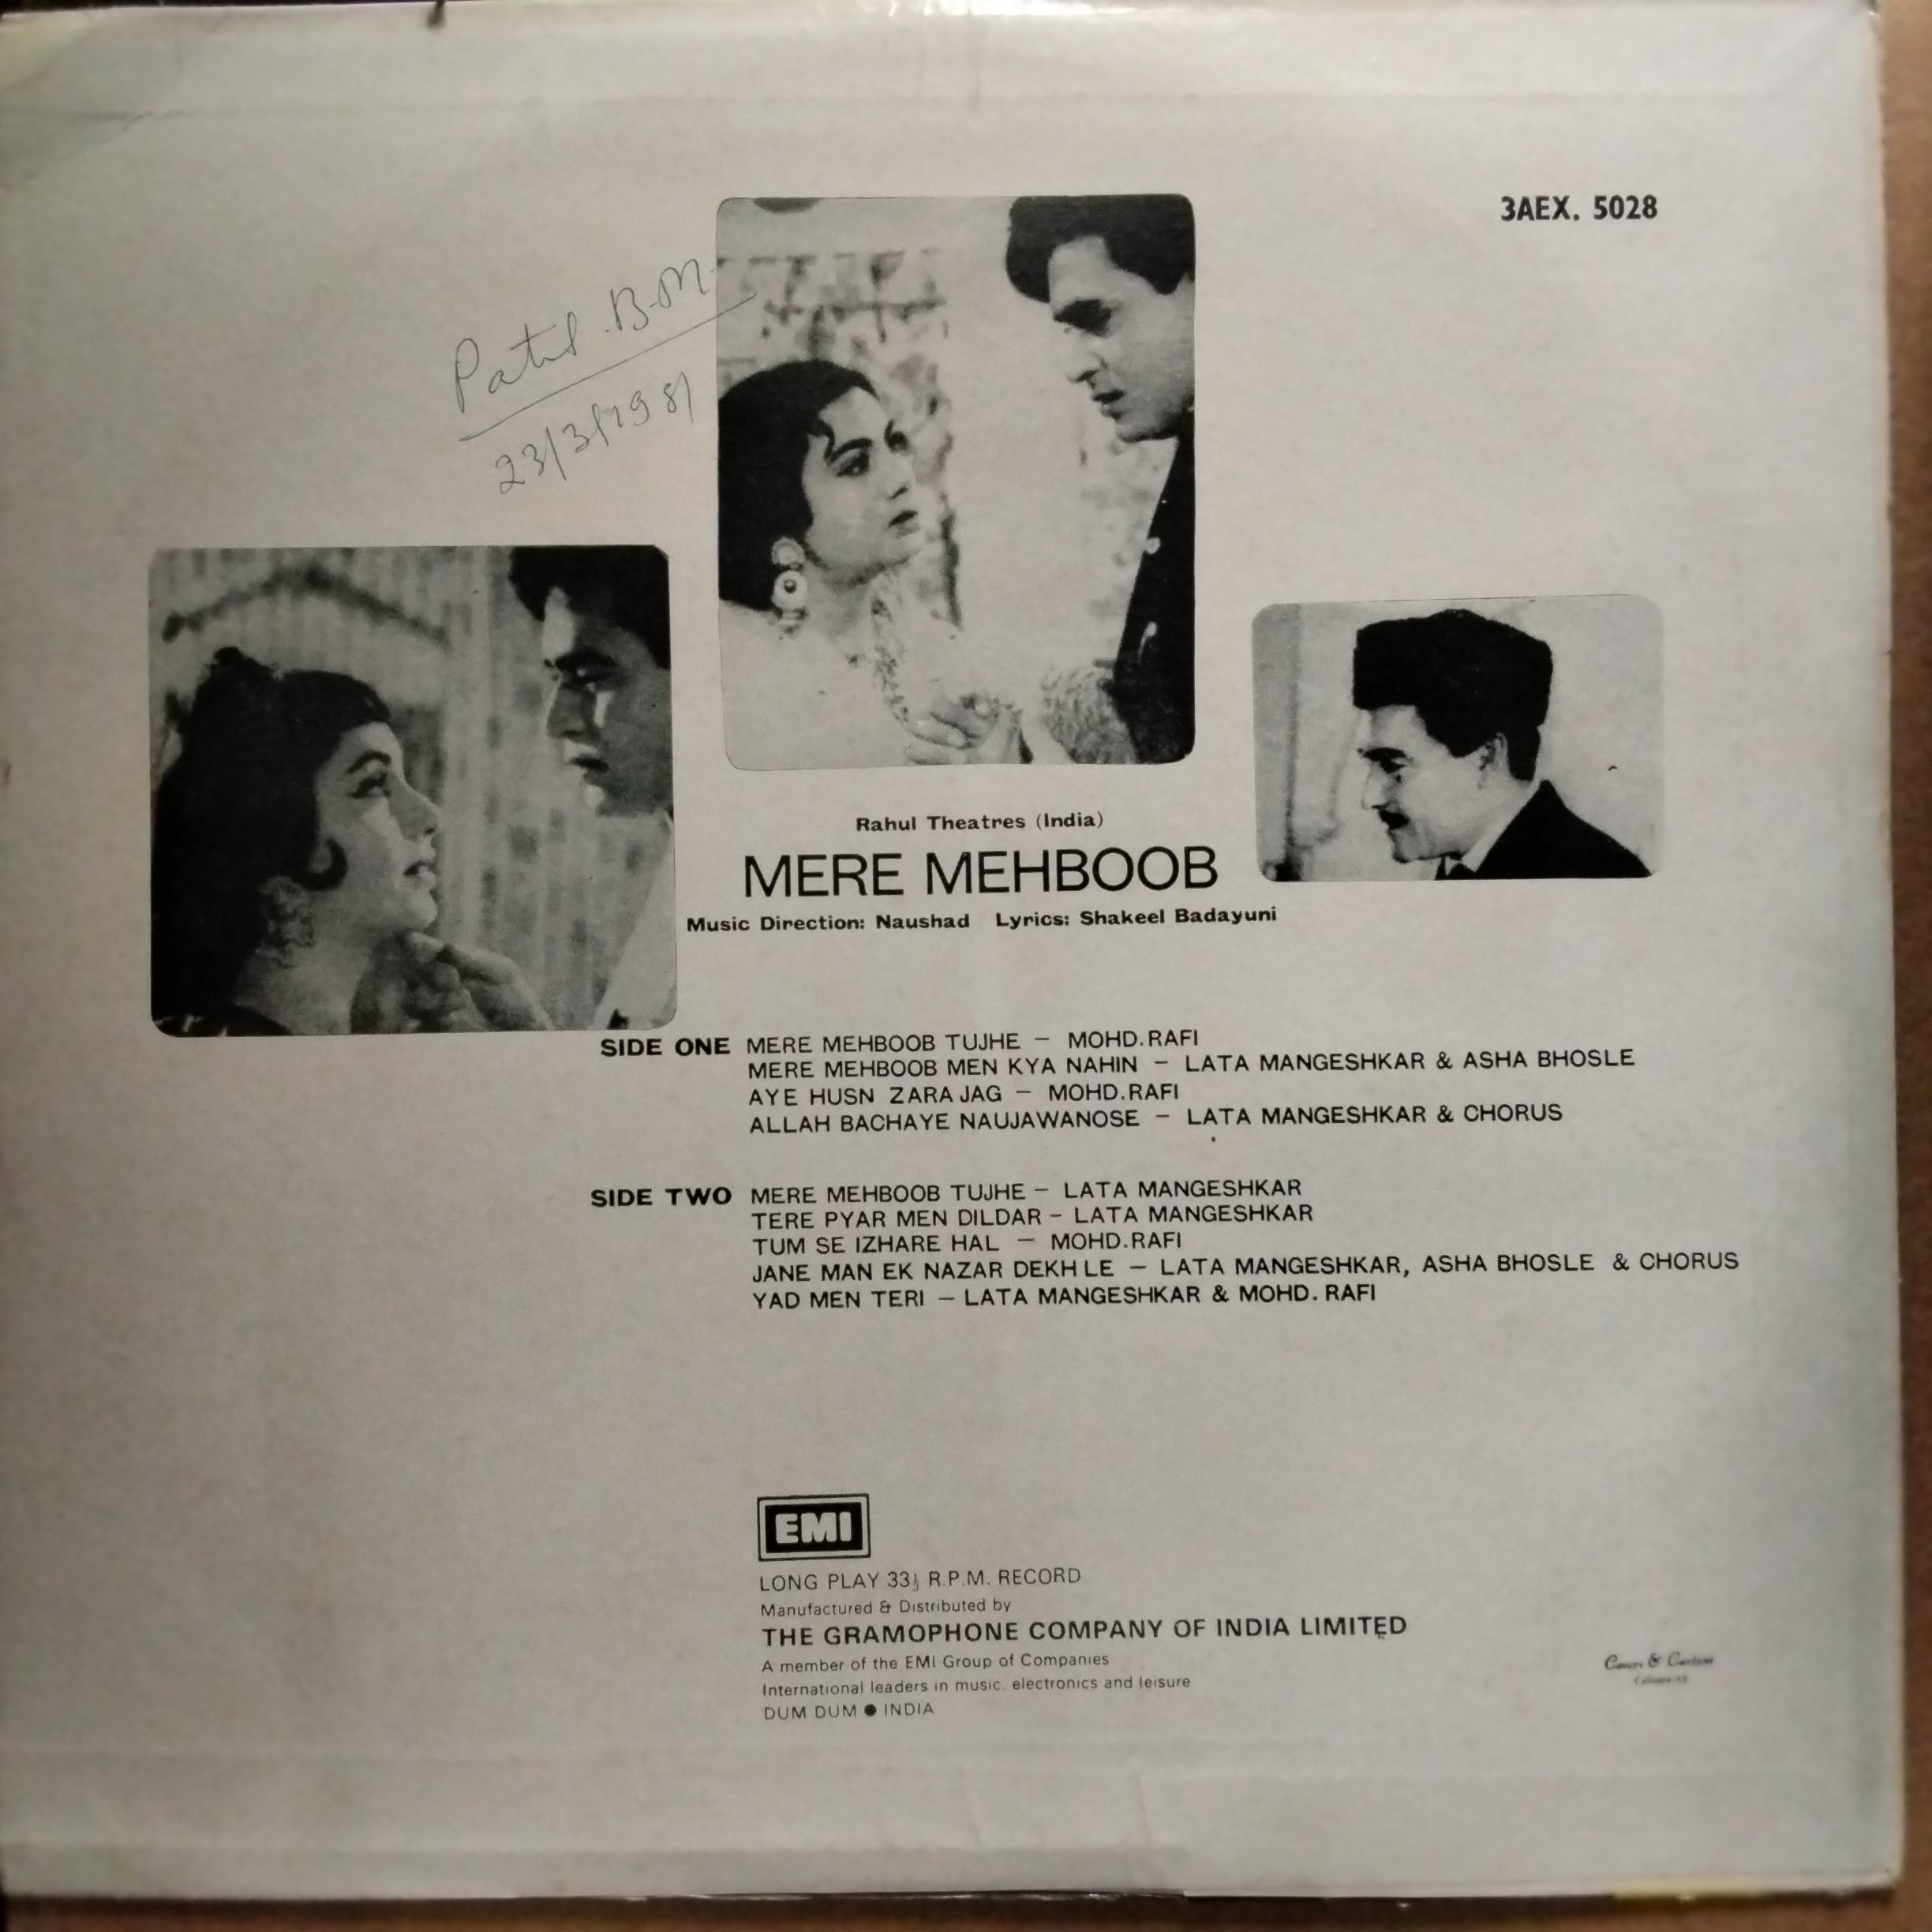 3AEX. 5028
Patil B.M.
23/3/1981
Rahul Theatres (India)
MERE MEHBOOB
Music Direction: Naushad Lyrics: Shakeel Badayuni
SIDE ONE MERE MEHBOOB TUJHE – MOHD.RAFI
MERE MEHBOOB MEN KYA NAHIN – LATA MANGESHKAR & ASHA BHOSLE
AYE HUSN ZARA JAG – MOHD.RAFI
ALLAH BACHAYE NAUJAWANOSE – LATA MANGESHKAR & CHORUS
SIDE TWO MERE MEHBOOB TUJHE – LATA MANGESHKAR
TERE PYAR MEN DILDAR – LATA MANGESHKAR
TUM SE IZHARE HAL – MOHD.RAFI
JANE MAN EK NAZAR DEKH LE – LATA MANGESHKAR, ASHA BHOSLE & CHORUS
YAD MEN TERI – LATA MANGESHKAR & MOHD. RAFI
EMI
LONG PLAY 33⅓ R.P.M. RECORD
Manufactured & Distributed by
THE GRAMOPHONE COMPANY OF INDIA LIMITED
A member of the EMI Group of Companies
International leaders in music. electronics and leisure
DUM DUM ● INDIA